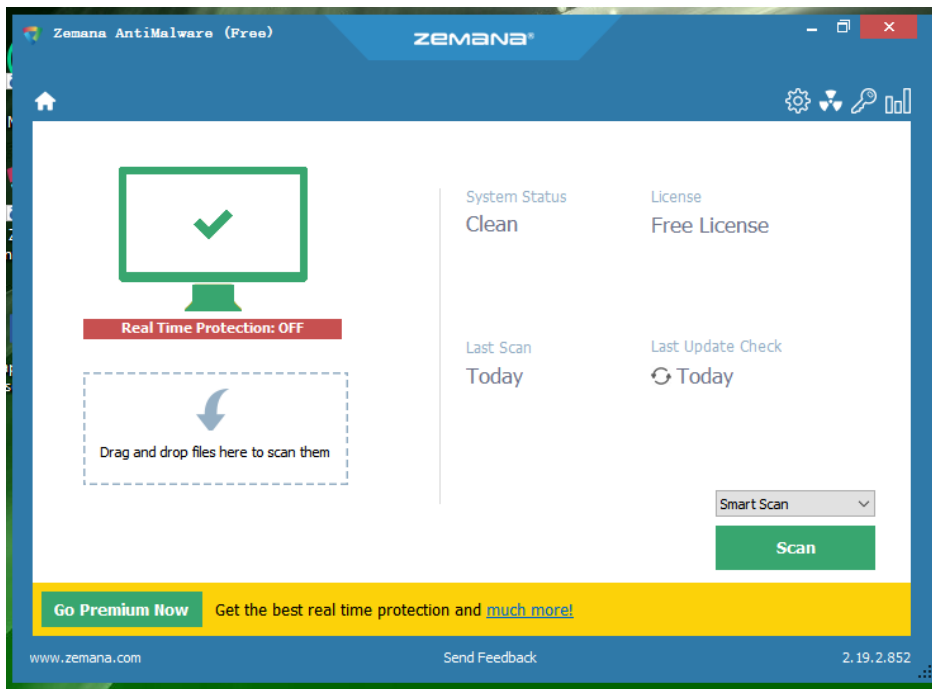 Zemana AntiMalware (Free)
zemana®
System Status
Clean
License
Free License
Real Time Protection: OFF
Last Scan
Today
Last Update Check
Today
Drag and drop files here to scan them
Smart Scan
Scan
Go Premium Now
Get the best real time protection and much more!
www.zemana.com
Send Feedback
2.19.2.852